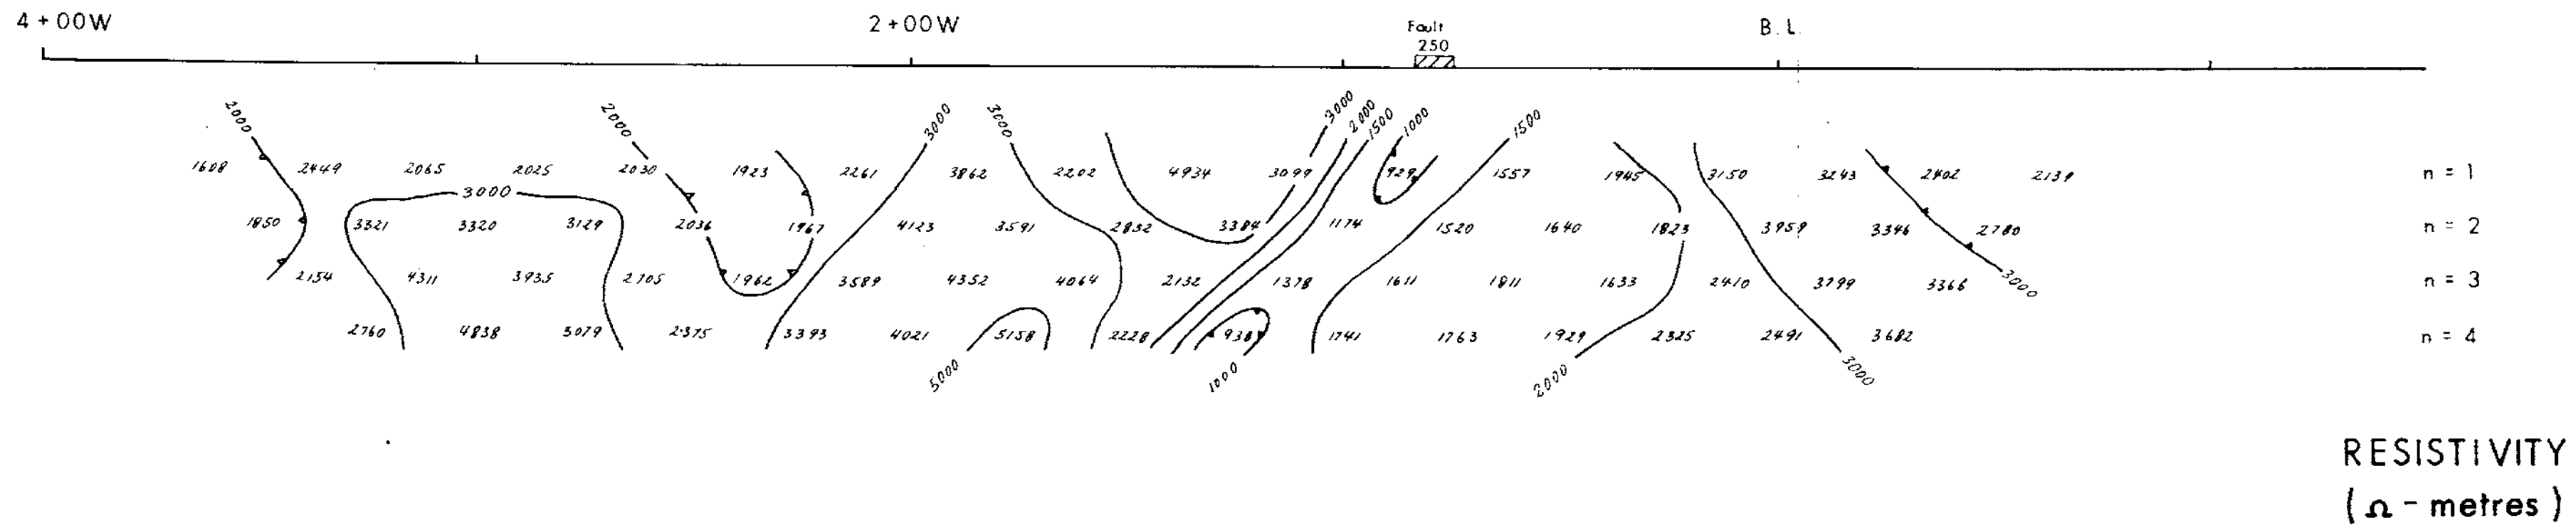 4+00W 2+00W Fault B.L.
250
2000 2000 3000 3000 3000 2000 1500 1000 1500
1608 2449 2065 2025 2030 1923 2261 3862 2202 4934 3099 929 1557 1945 3150 3243 2402 2139 n = 1
3000
1850 3321 3320 3129 2036 1967 4123 3591 2832 3384 1174 1520 1640 1823 3959 3346 2780 n = 2
2154 4311 3935 2705 1962 3589 4352 4064 2132 1378 1611 1811 1633 2410 3799 3366 3000 n = 3
2760 4838 3079 2375 3393 4021 5158 2228 938 1741 1763 1929 2325 2491 3682 n = 4
5000 1000 2000 3000
RESISTIVITY
(Ω - metres)